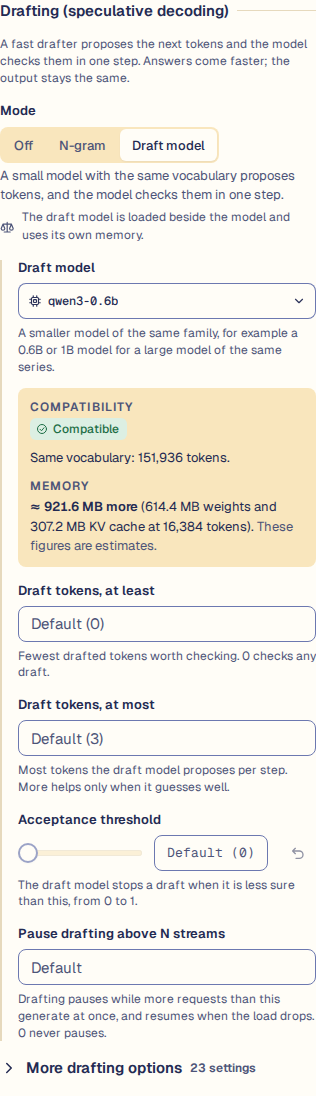 Drafting (speculative decoding)
A fast drafter proposes the next tokens and the model
checks them in one step. Answers come faster; the
output stays the same.
Mode
Off N-gram Draft model
A small model with the same vocabulary proposes
tokens, and the model checks them in one step.
The draft model is loaded beside the model and
uses its own memory.
Draft model
qwen3-0.6b
A smaller model of the same family, for example a
0.6B or 1B model for a large model of the same
series.
COMPATIBILITY
Compatible
Same vocabulary: 151,936 tokens.
MEMORY
≈ 921.6 MB more (614.4 MB weights and
307.2 MB KV cache at 16,384 tokens). These
figures are estimates.
Draft tokens, at least
Default (0)
Fewest drafted tokens worth checking. 0 checks any
draft.
Draft tokens, at most
Default (3)
Most tokens the draft model proposes per step.
More helps only when it guesses well.
Acceptance threshold
Default (0)
The draft model stops a draft when it is less sure
than this, from 0 to 1.
Pause drafting above N streams
Default
Drafting pauses while more requests than this
generate at once, and resumes when the load drops.
0 never pauses.
More drafting options 23 settings